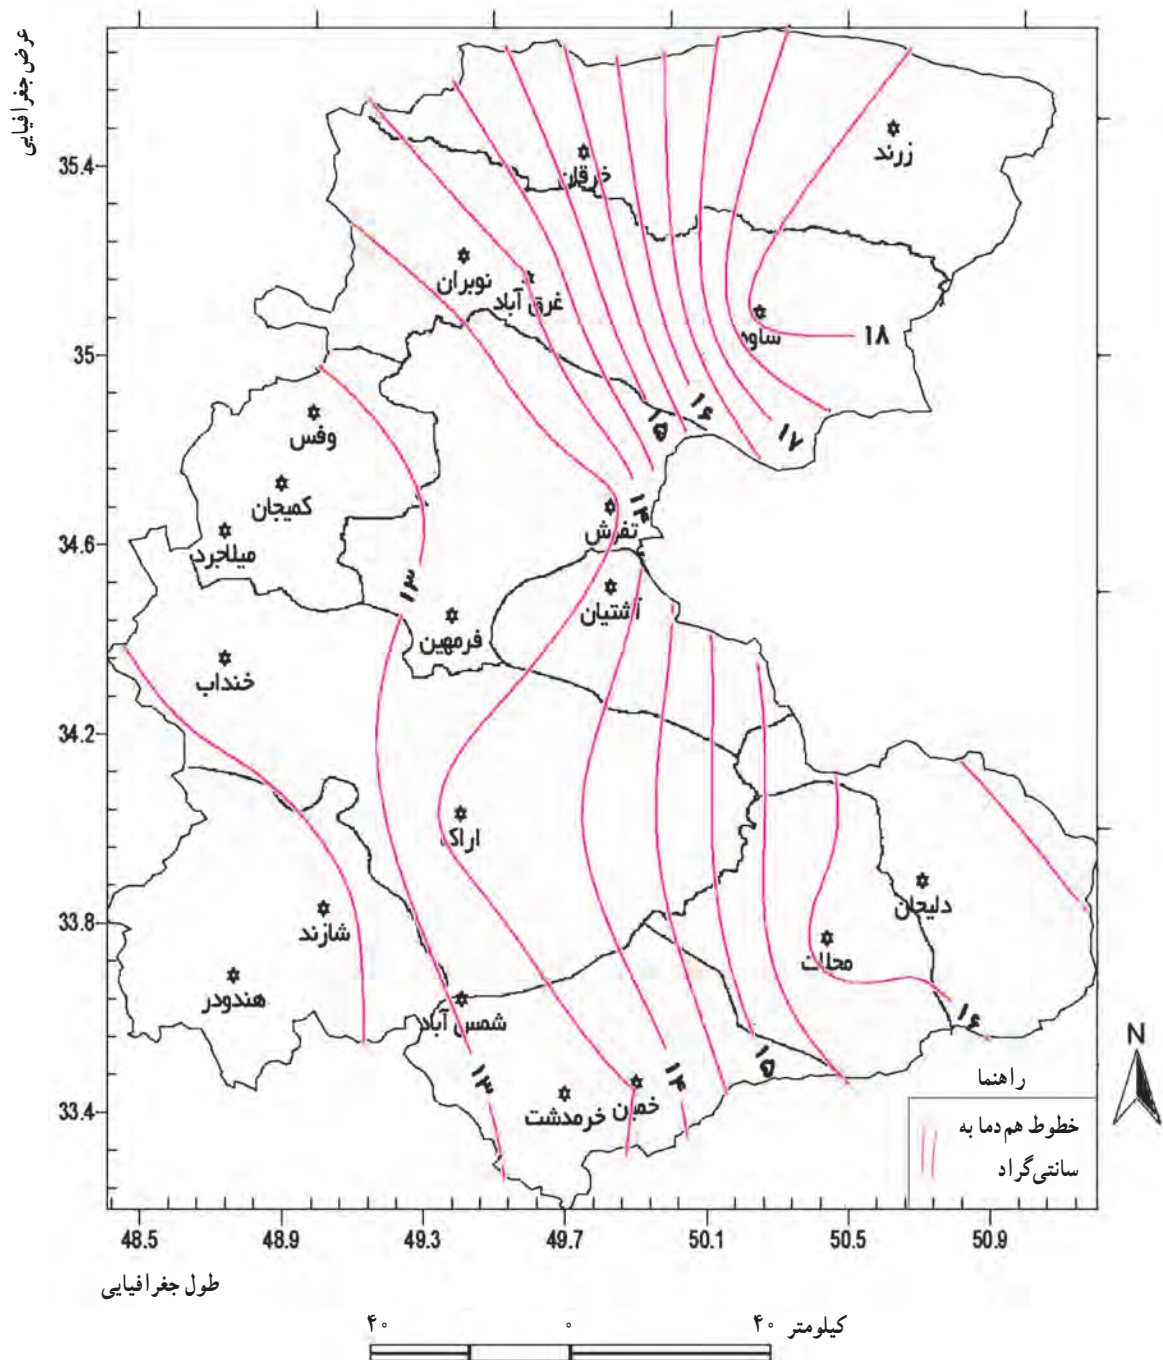 عرض جغرافیایی
35.4
35
34.6
34.2
33.8
33.4
زرند
خرقان
نوبران
غرق آباد
ساوه
۱۸
۱۷
۱۶
۱۵
۱۴
وفس
کمیجان
میلاجرد
تفرش
آشتیان
۱۳
فرمهین
خنداب
اراک
دلیجان
شازند
محلات
هندودر
شمس آباد
۱۶
۱۵
۱۴
۱۳
خمین
خرمدشت
N
راهنما
خطوط هم دما به
سانتی‌گراد
48.5 48.9 49.3 49.7 50.1 50.5 50.9
طول جغرافیایی
۴۰ ۰ ۴۰ کیلومتر